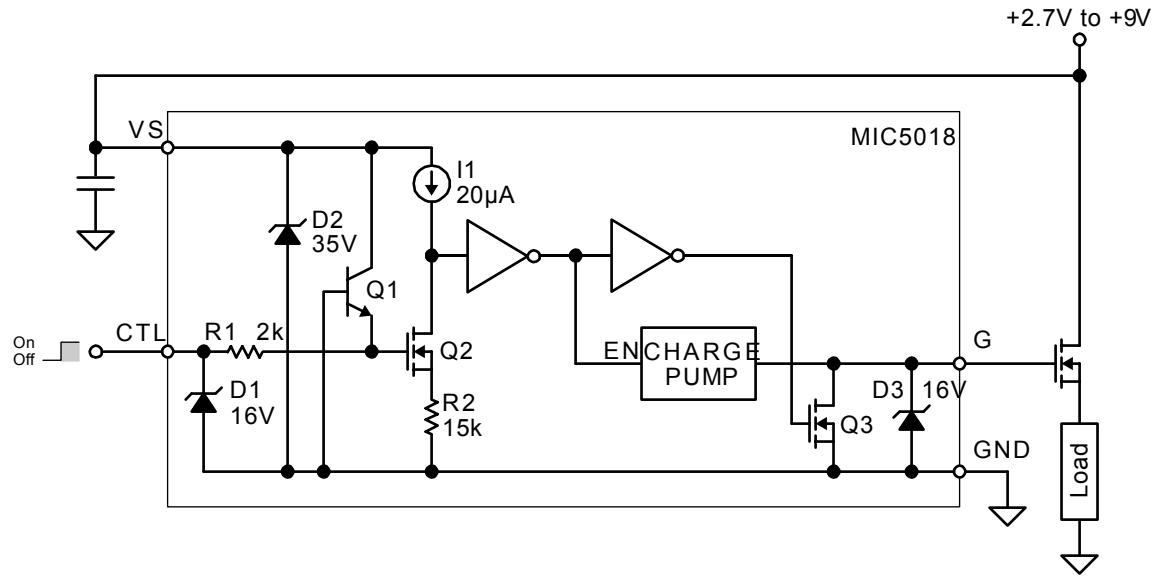 +2.7V to +9V
VS
MIC5018
I1
20µA
D2
35V
Q1
On
Off
CTL
R1 2k
Q2
EN
CHARGE
PUMP
G
D1
16V
R2
15k
D3 16V
Q3
GND
Load